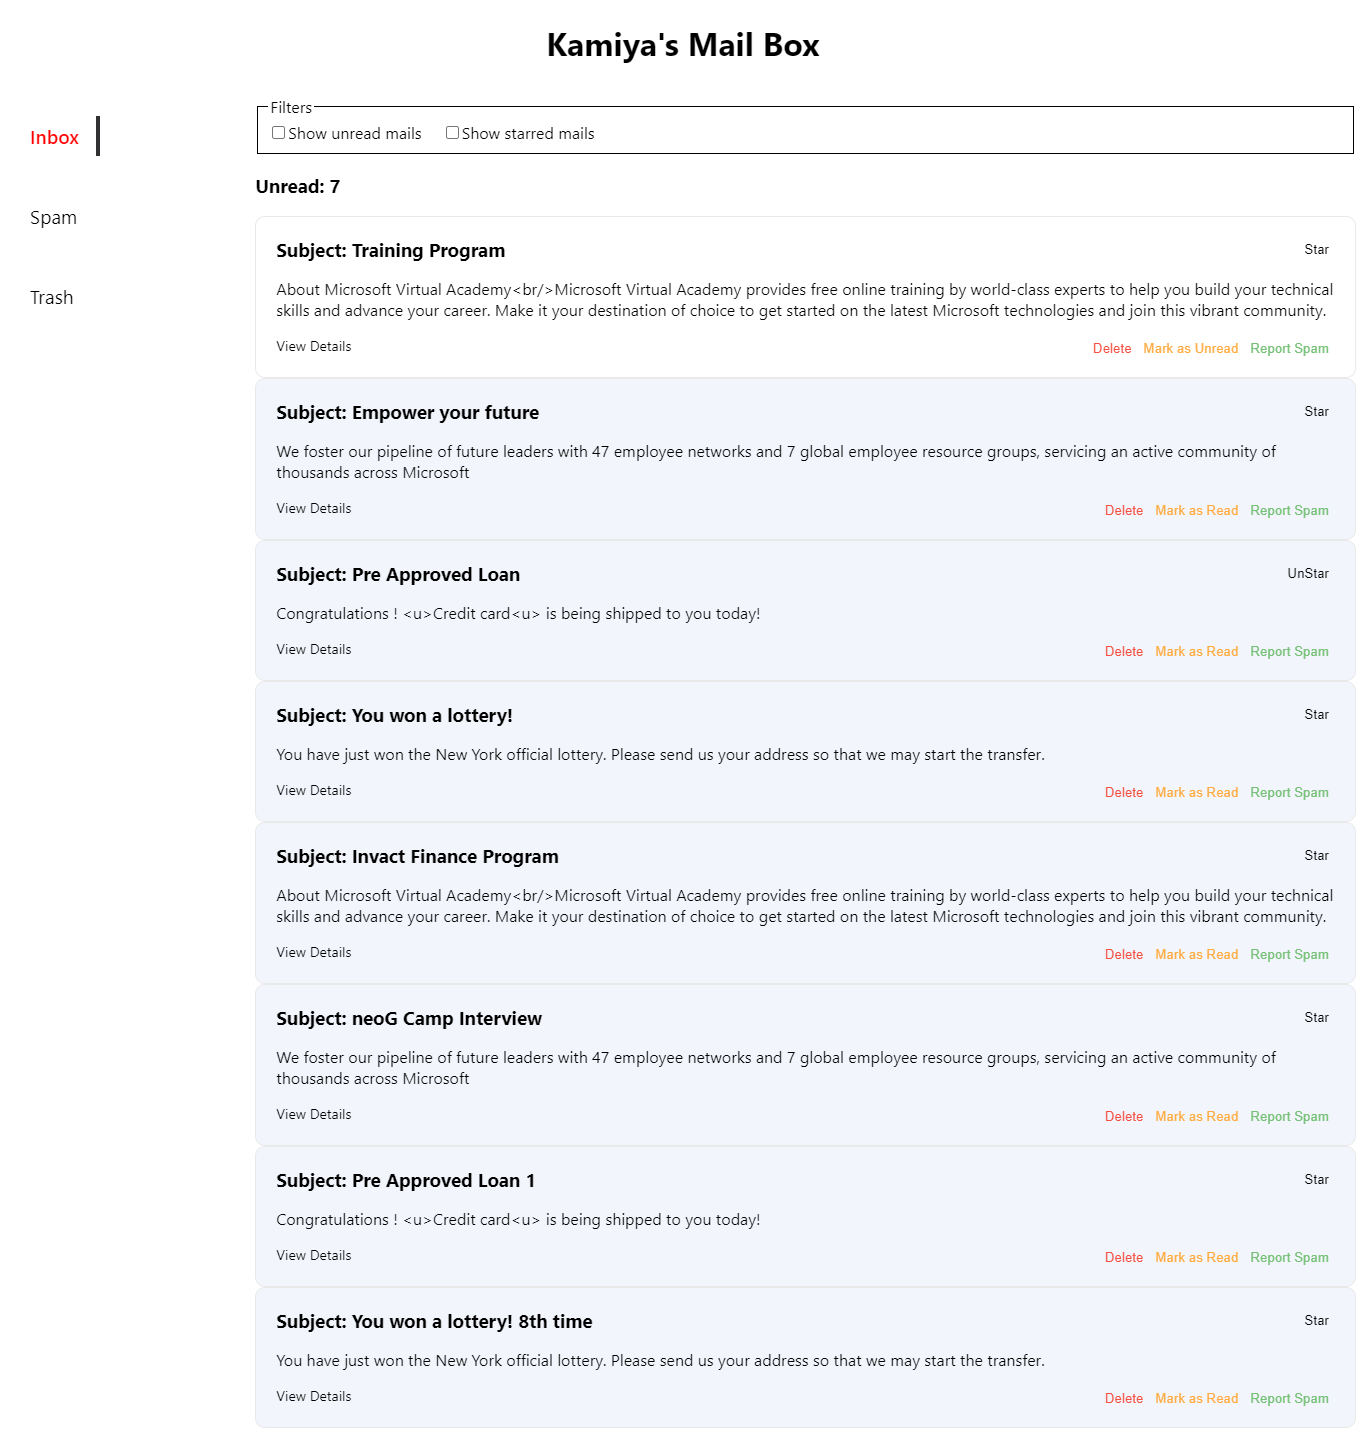 Kamiya's Mail Box
Inbox
Spam
Trash
Filters
Show unread mails Show starred mails
Unread: 7
Subject: Training Program Star
About Microsoft Virtual Academy<br/>Microsoft Virtual Academy provides free online training by world-class experts to help you build your technical
skills and advance your career. Make it your destination of choice to get started on the latest Microsoft technologies and join this vibrant community.
View Details Delete Mark as Unread Report Spam
Subject: Empower your future Star
We foster our pipeline of future leaders with 47 employee networks and 7 global employee resource groups, servicing an active community of
thousands across Microsoft
View Details Delete Mark as Read Report Spam
Subject: Pre Approved Loan UnStar
Congratulations ! <u>Credit card<u> is being shipped to you today!
View Details Delete Mark as Read Report Spam
Subject: You won a lottery! Star
You have just won the New York official lottery. Please send us your address so that we may start the transfer.
View Details Delete Mark as Read Report Spam
Subject: Invact Finance Program Star
About Microsoft Virtual Academy<br/>Microsoft Virtual Academy provides free online training by world-class experts to help you build your technical
skills and advance your career. Make it your destination of choice to get started on the latest Microsoft technologies and join this vibrant community.
View Details Delete Mark as Read Report Spam
Subject: neoG Camp Interview Star
We foster our pipeline of future leaders with 47 employee networks and 7 global employee resource groups, servicing an active community of
thousands across Microsoft
View Details Delete Mark as Read Report Spam
Subject: Pre Approved Loan 1 Star
Congratulations ! <u>Credit card<u> is being shipped to you today!
View Details Delete Mark as Read Report Spam
Subject: You won a lottery! 8th time Star
You have just won the New York official lottery. Please send us your address so that we may start the transfer.
View Details Delete Mark as Read Report Spam